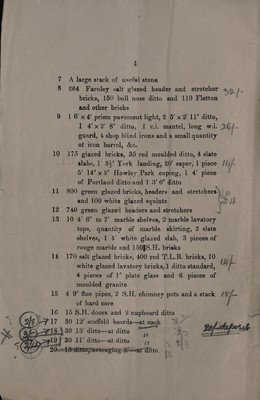 4
7 A large stack of useful stone
8 264 Farnley salt glazed header and stretcher
bricks, 150 bull nose ditto and 110 Fletton
and other bricks
9 1 6' x 4' prism pavement light, 2 5' x 2' 11" ditto,
1 4' x 2' 8" ditto, 1 c.i. mantel, long w.i.
guard, 4 shop blind irons and a small quantity
of iron barrel, &c.
10 175 glazed bricks, 35 red moulded ditto, 4 slate
slabs, 1 3½' York landing, 20' super, 1 piece
5' 14" x 3" Howley Park coping, 1 4' piece
of Portland ditto and 1 3' 6" ditto
11 800 green glazed bricks, headers and stretchers
and 100 white glazed squints
12 740 green glazed headers and stretchers
13 10 4' 6" to 7' marble shelves, 2 marble lavatory
tops, quantity of marble skirting, 2 slate
shelves, 1 4' white glazed slab, 3 pieces of
rouge marble and 150 S.H. bricks
14 170 salt glazed bricks, 400 red T.L.B. bricks, 19
white glazed lavatory bricks, 1 ditto standard,
4 pieces of 1" plate glass and 6 pieces of
moulded granite
15 4 9" flue pipes, 2 S.H. chimney pots and a stack
of hard core
16 15 S.H. doors and 2 cupboard ditto
17 30 12' scaffold boards—at each
18 30 13' ditto—at ditto
19 30 11' ditto—at ditto
20 13 ditto, averaging 8'—at ditto